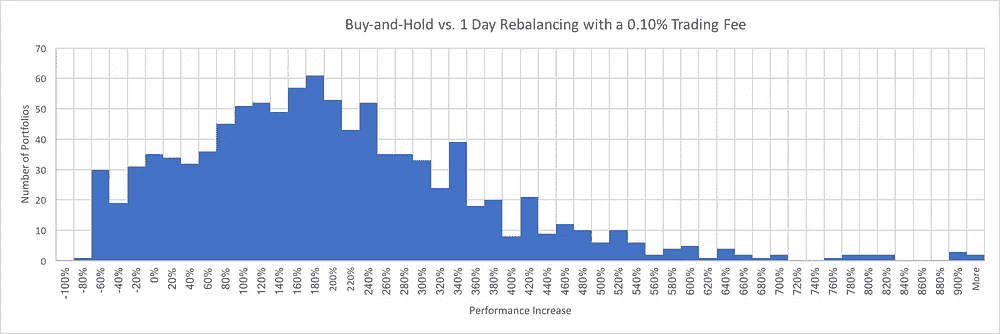 Buy-and-Hold vs. 1 Day Rebalancing with a 0.10% Trading Fee
70
60
50
40
30
20
10
0
Number of Portfolios
-100% -80% -60% -40% -20% 0% 20% 40% 60% 80% 100% 120% 140% 160% 180% 200% 220% 240% 260% 280% 300% 320% 340% 360% 380% 400% 420% 440% 460% 480% 500% 520% 540% 560% 580% 600% 620% 640% 660% 680% 700% 720% 740% 760% 780% 800% 820% 840% 860% 880% 900% More
Performance Increase